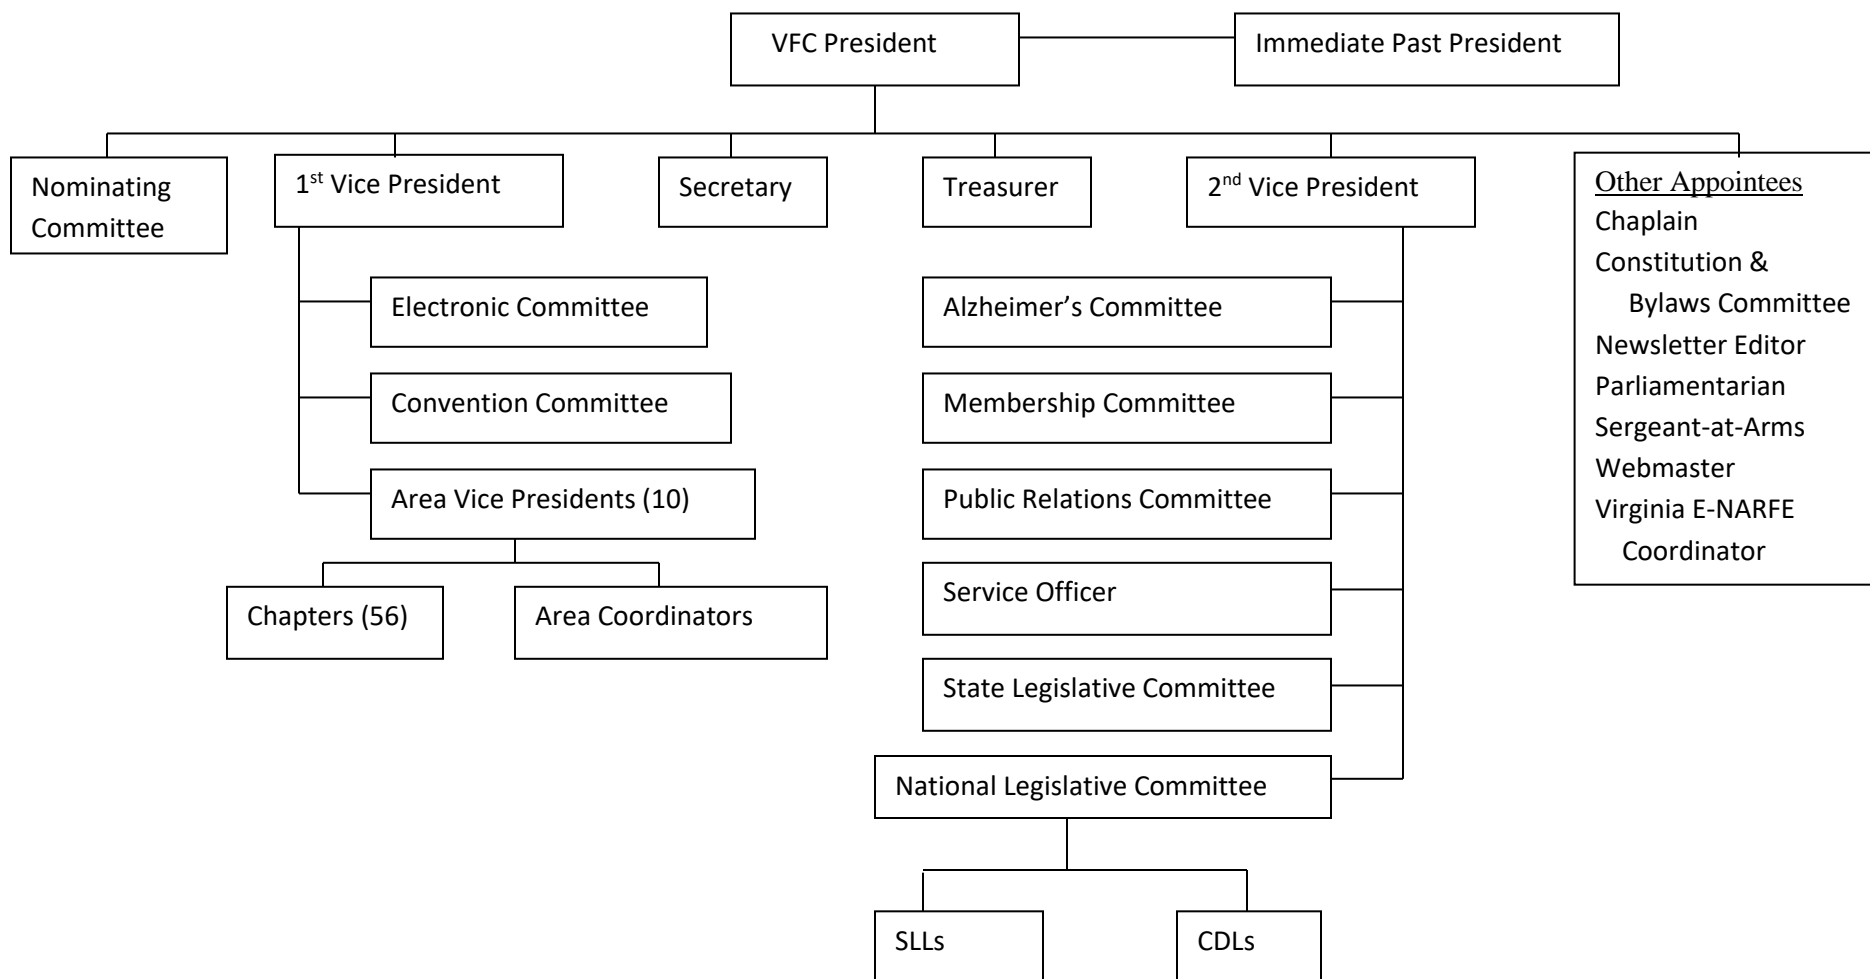 VFC President
Immediate Past President
Nominating
Committee
1st Vice President
Secretary
Treasurer
2nd Vice President
Other Appointees
Chaplain
Constitution &
Bylaws Committee
Newsletter Editor
Parliamentarian
Sergeant-at-Arms
Webmaster
Virginia E-NARFE
Coordinator
Electronic Committee
Convention Committee
Area Vice Presidents (10)
Chapters (56)
Area Coordinators
Alzheimer’s Committee
Membership Committee
Public Relations Committee
Service Officer
State Legislative Committee
National Legislative Committee
SLLs
CDLs